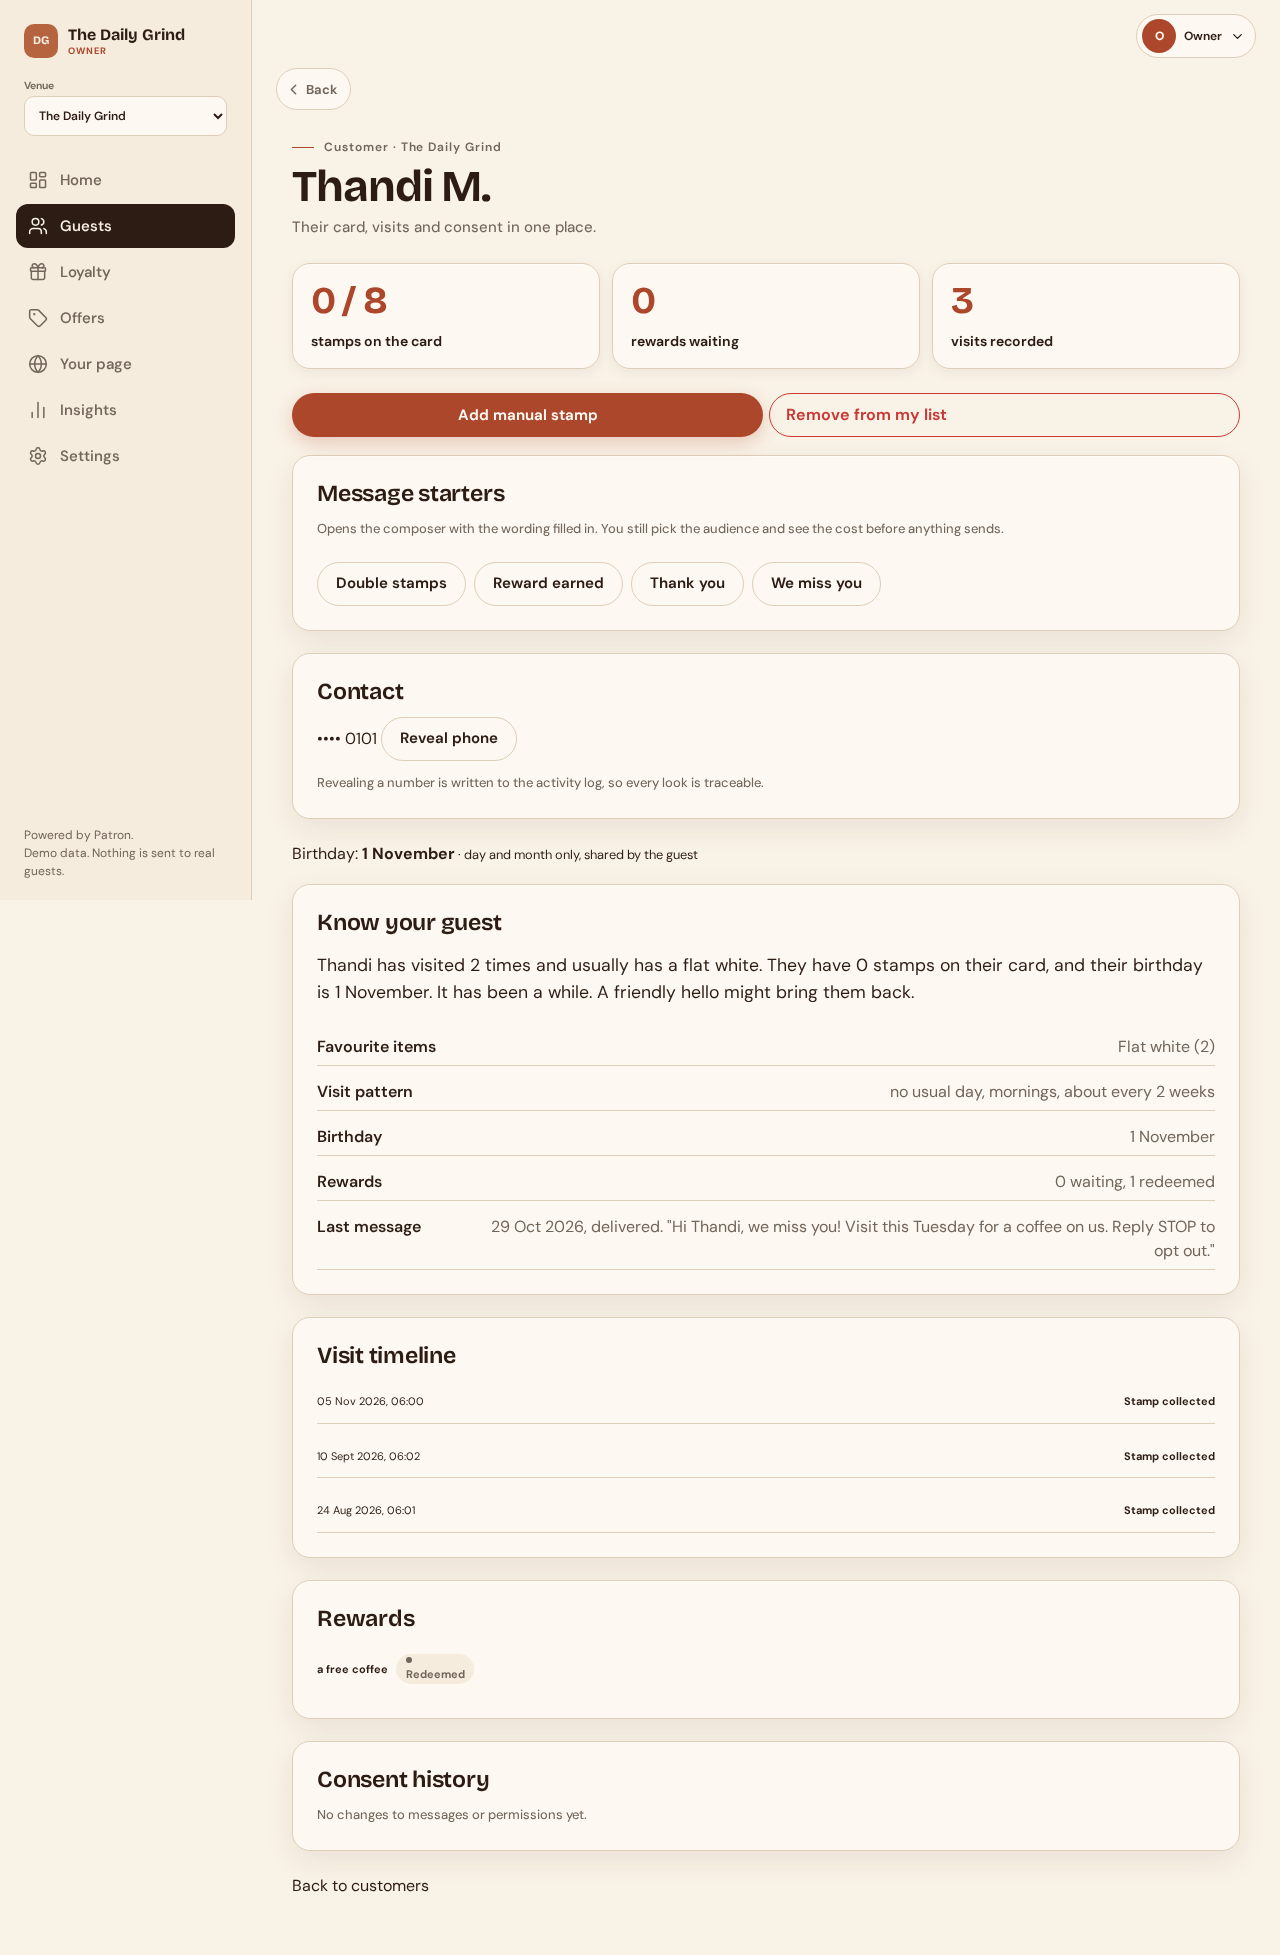 DG
The Daily Grind
OWNER
Venue
The Daily Grind
Home
Guests
Loyalty
Offers
Your page
Insights
Settings
Powered by Patron.
Demo data. Nothing is sent to real
guests.
O
Owner
Back
Customer · The Daily Grind
Thandi M.
Their card, visits and consent in one place.
0 / 8
stamps on the card
0
rewards waiting
3
visits recorded
Add manual stamp
Remove from my list
Message starters
Opens the composer with the wording filled in. You still pick the audience and see the cost before anything sends.
Double stamps
Reward earned
Thank you
We miss you
Contact
•••• 0101
Reveal phone
Revealing a number is written to the activity log, so every look is traceable.
Birthday: 1 November · day and month only, shared by the guest
Know your guest
Thandi has visited 2 times and usually has a flat white. They have 0 stamps on their card, and their birthday
is 1 November. It has been a while. A friendly hello might bring them back.
Favourite items Flat white (2)
Visit pattern no usual day, mornings, about every 2 weeks
Birthday 1 November
Rewards 0 waiting, 1 redeemed
Last message 29 Oct 2026, delivered. "Hi Thandi, we miss you! Visit this Tuesday for a coffee on us. Reply STOP to
opt out."
Visit timeline
05 Nov 2026, 06:00 Stamp collected
10 Sept 2026, 06:02 Stamp collected
24 Aug 2026, 06:01 Stamp collected
Rewards
a free coffee
Redeemed
Consent history
No changes to messages or permissions yet.
Back to customers